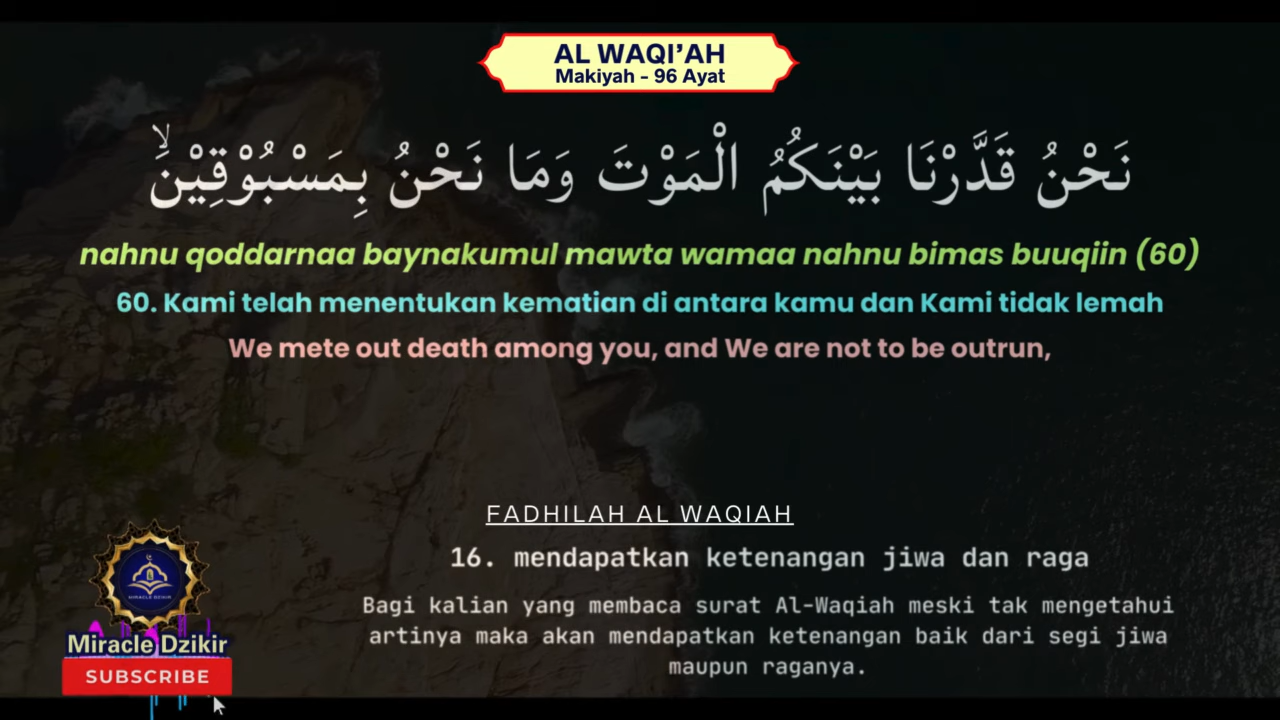 AL WAQI’AH
Makiyah - 96 Ayat
نَحْنُ قَدَّرْنَا بَيْنَكُمُ الْمَوْتَ وَمَا نَحْنُ بِمَسْبُوْقِيْنَۙ
nahnu qoddarnaa baynakumul mawta wamaa nahnu bimas buuqiin (60)
60. Kami telah menentukan kematian di antara kamu dan Kami tidak lemah
We mete out death among you, and We are not to be outrun,
FADHILAH AL WAQIAH
16. mendapatkan ketenangan jiwa dan raga
Bagi kalian yang membaca surat Al-Waqiah meski tak mengetahui
artinya maka akan mendapatkan ketenangan baik dari segi jiwa
maupun raganya.
MIRACLE DZIKIR
Miracle Dzikir
SUBSCRIBE